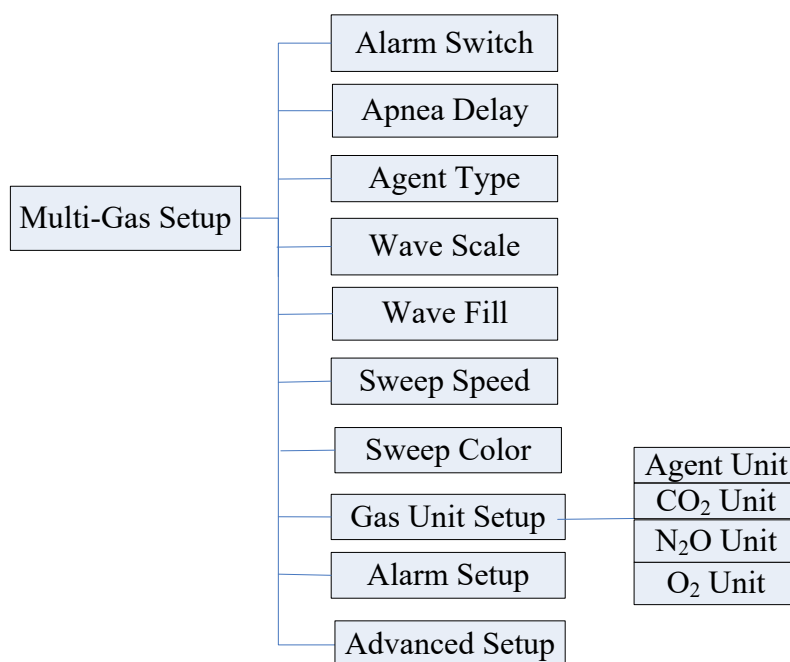 Multi-Gas Setup
Alarm Switch
Apnea Delay
Agent Type
Wave Scale
Wave Fill
Sweep Speed
Sweep Color
Gas Unit Setup
Alarm Setup
Advanced Setup
Agent Unit
CO₂ Unit
N₂O Unit
O₂ Unit